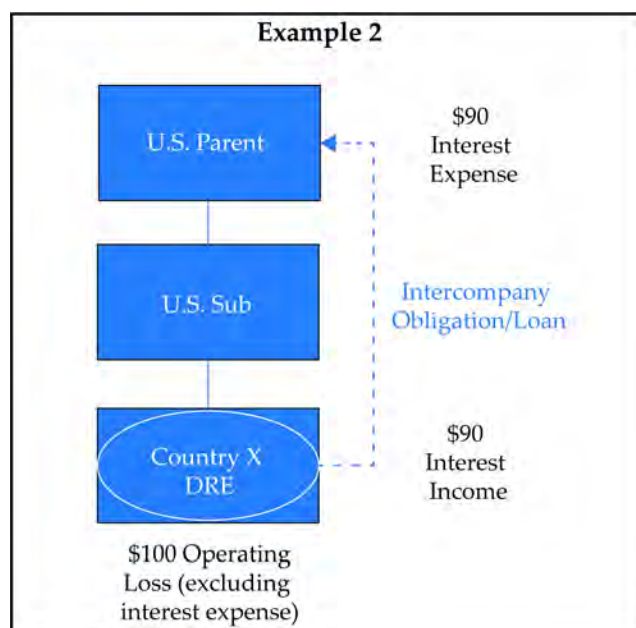 Example 2
U.S. Parent
$90
Interest
Expense
U.S. Sub
Intercompany
Obligation/Loan
Country X
DRE
$90
Interest
Income
$100 Operating
Loss (excluding
interest expense)